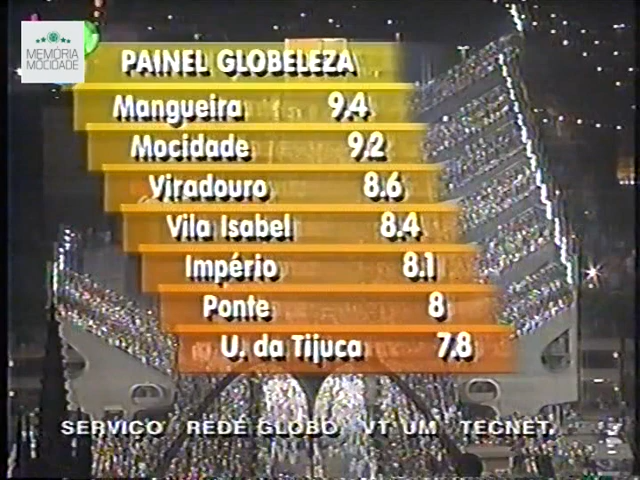 MEMÓRIA
MOCIDADE
PAINEL GLOBELEZA
Mangueira 9.4
Mocidade 9.2
Viradouro 8.6
Vila Isabel 8.4
Império 8.1
Ponte 8
U. da Tijuca 7.8
SERVICO REDE GLOBO VT UM TECNET.